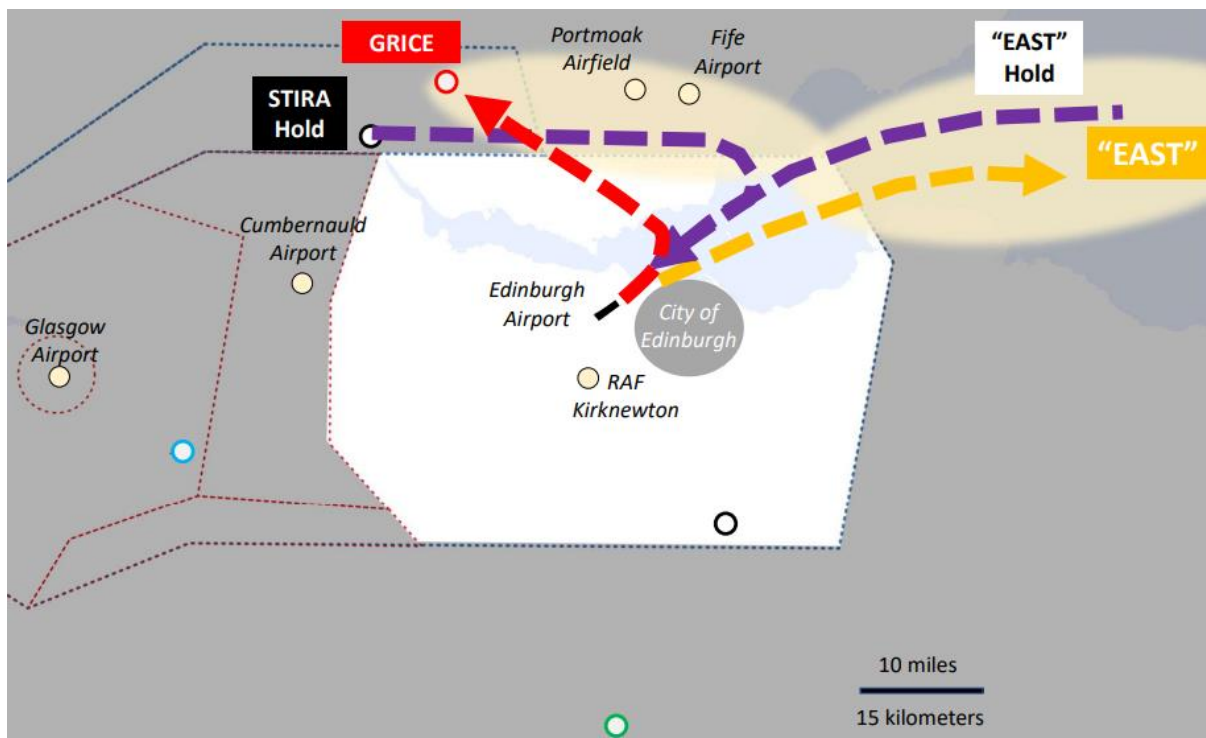 GRICE
Portmoak
Airfield
Fife
Airport
“EAST”
Hold
STIRA
Hold
“EAST”
Cumbernauld
Airport
Edinburgh
Airport
City of
Edinburgh
Glasgow
Airport
RAF
Kirknewton
10 miles
15 kilometers